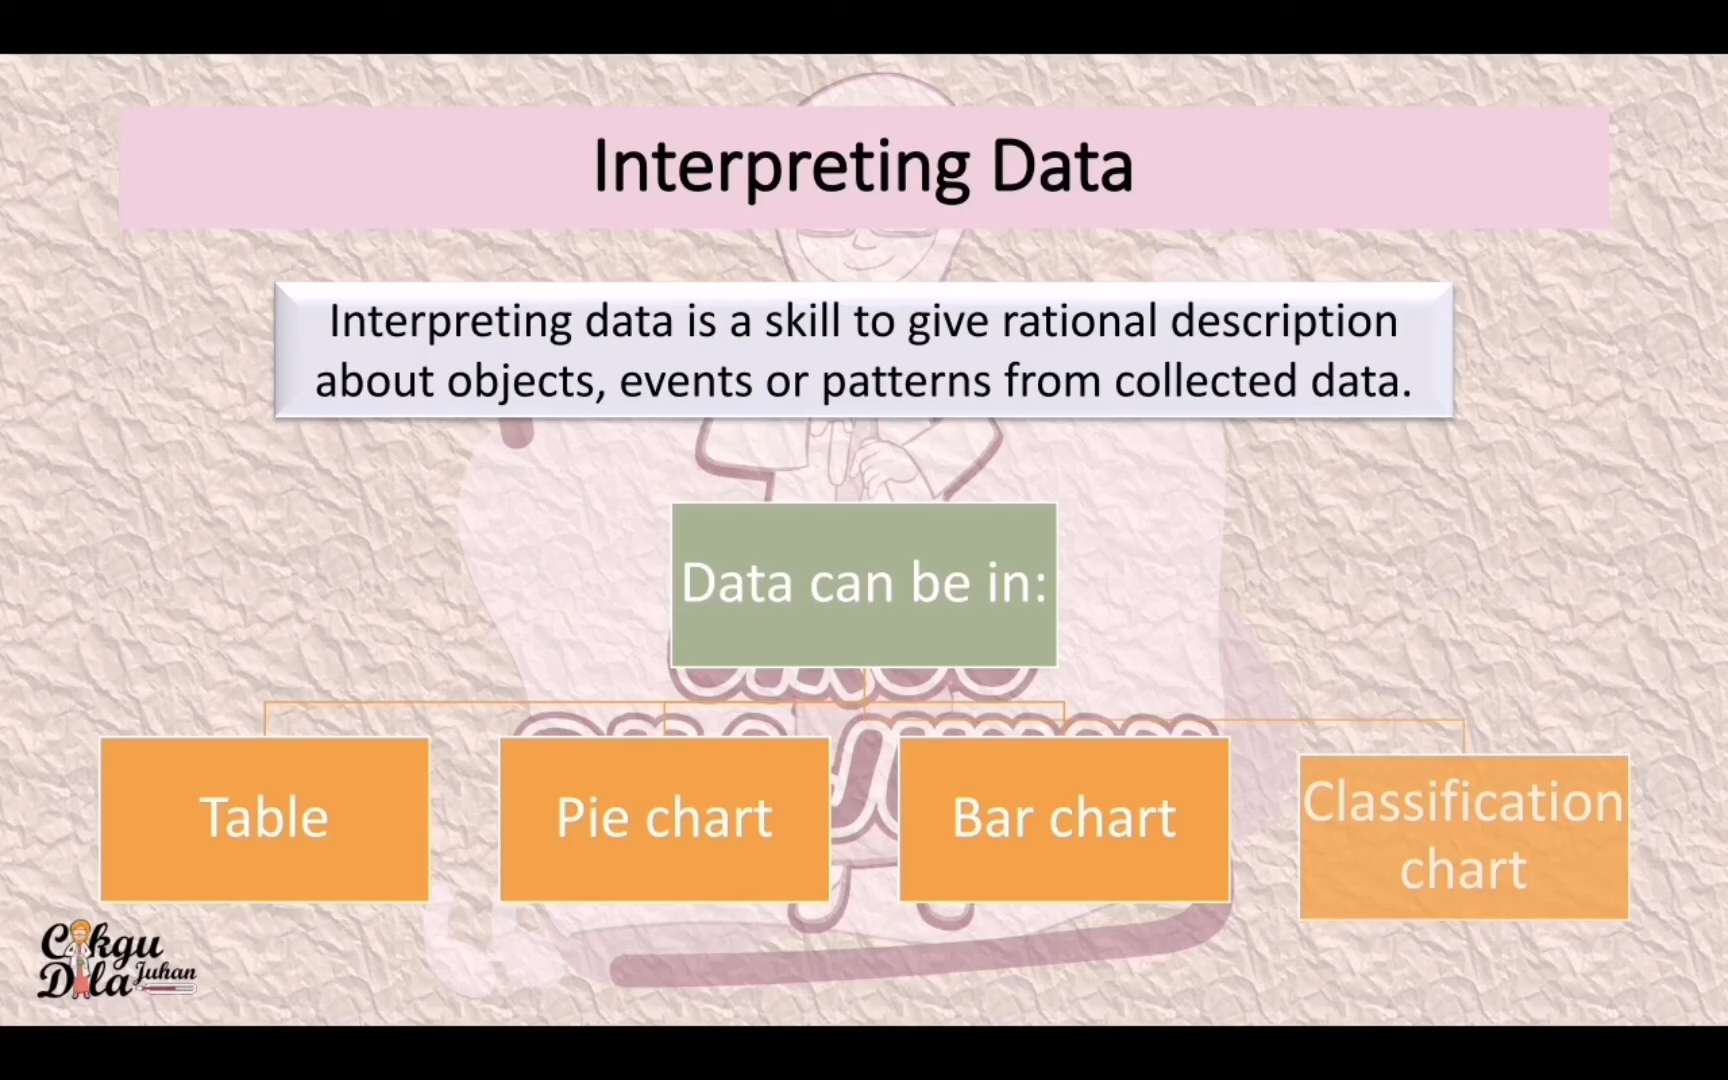 Interpreting Data
Interpreting data is a skill to give rational description
about objects, events or patterns from collected data.
Data can be in:
Table
Pie chart
Bar chart
Classification
chart
Cikgu
Dila Juhan